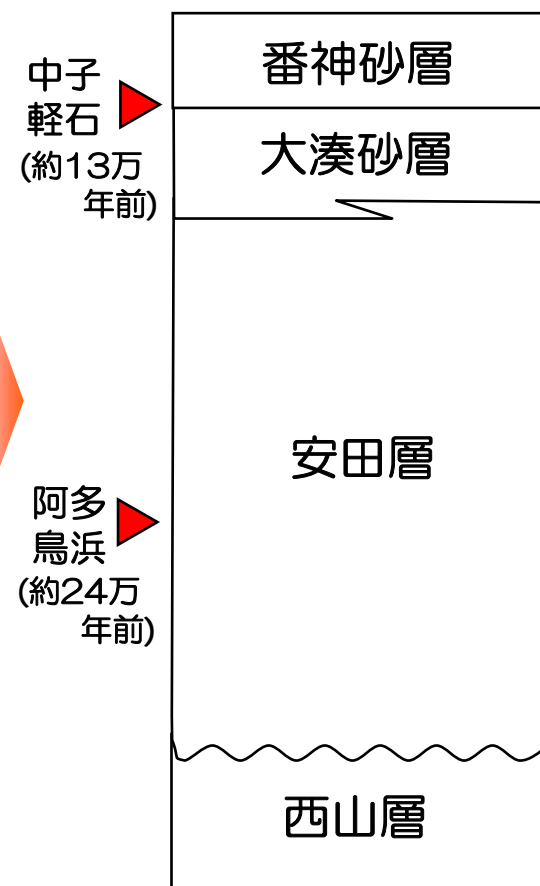 番神砂層
中子
軽石
(約13万
年前)
大湊砂層
安田層
阿多
鳥浜
(約24万
年前)
西山層